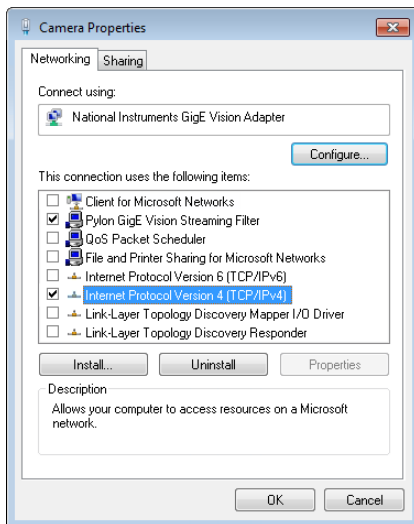 Camera Properties
Networking
Sharing
Connect using:
National Instruments GigE Vision Adapter
Configure...
This connection uses the following items:
Client for Microsoft Networks
Pylon GigE Vision Streaming Filter
QoS Packet Scheduler
File and Printer Sharing for Microsoft Networks
Internet Protocol Version 6 (TCP/IPv6)
Internet Protocol Version 4 (TCP/IPv4)
Link-Layer Topology Discovery Mapper I/O Driver
Link-Layer Topology Discovery Responder
Install...
Uninstall
Properties
Description
Allows your computer to access resources on a Microsoft
network.
OK
Cancel